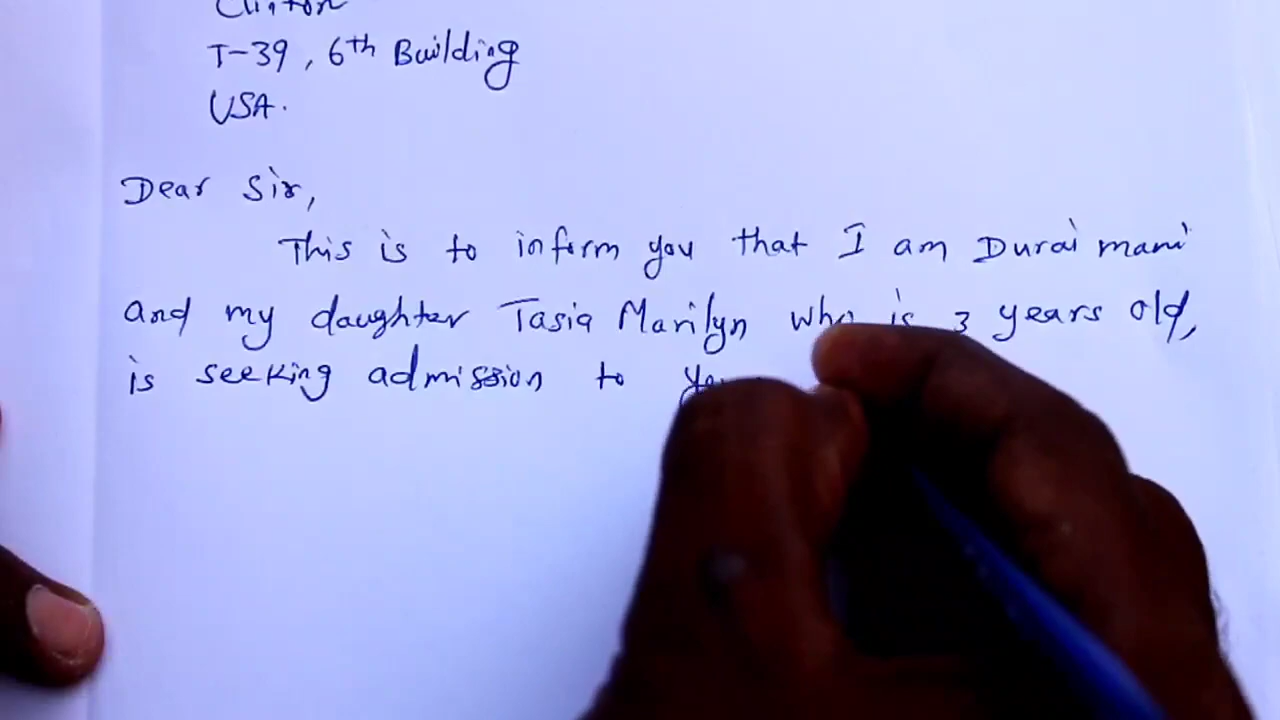 Clinton
T-39, 6th Building
USA.
Dear Sir,
This is to inform you that I am Durai mani
and my daughter Tasia Marilyn who is 3 years old,
is seeking admission to